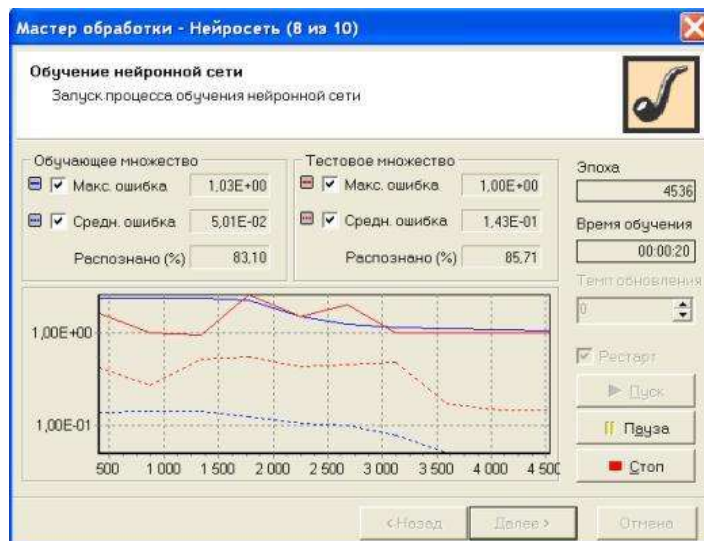 Мастер обработки - Нейросеть (8 из 10)
Обучение нейронной сети
Запуск процесса обучения нейронной сети
Обучающее множество
Макс. ошибка 1,03E+00
Средн. ошибка 5,01E-02
Распознано (%) 83,10
Тестовое множество
Макс. ошибка 1,00E+00
Средн. ошибка 1,43E-01
Распознано (%) 85,71
Эпоха
4536
Время обучения
00:00:20
Темп обновления
0
Рестарт
Пуск
Пауза
Стоп
1,00E+00
1,00E-01
500 1 000 1 500 2 000 2 500 3 000 3 500 4 000 4 500
< Назад Далее > Отмена